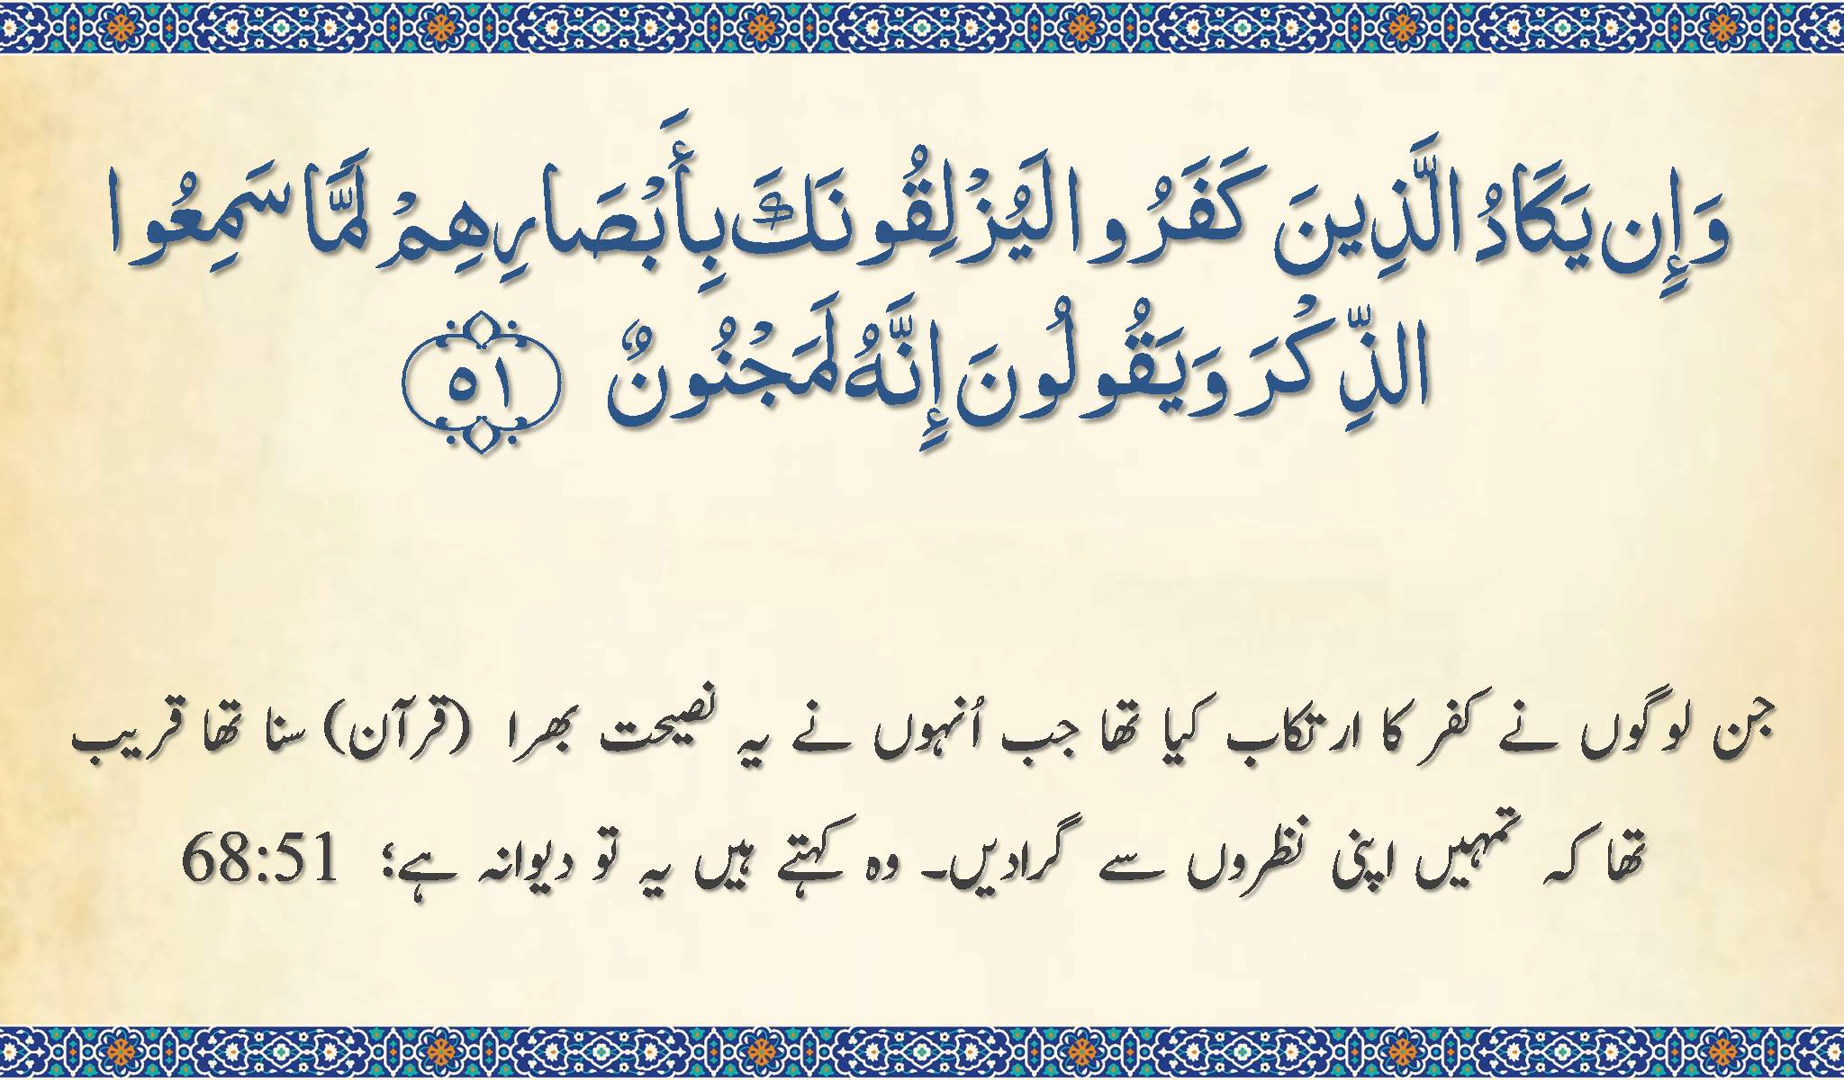 وَإِن يَكَادُ الَّذِينَ كَفَرُوا لَيُزْلِقُونَكَ بِأَبْصَارِهِمْ لَمَّا سَمِعُوا
الذِّكْرَ وَيَقُولُونَ إِنَّهُ لَمَجْنُونٌ ٥١
جن لوگوں نے کفر کا ارتکاب کیا تھا جب اُنہوں نے یہ نصیحت بھرا (قرآن) سنا تھا قریب
تھا کہ تمہیں اپنی نظروں سے گرادیں۔ وہ کہتے ہیں یہ تو دیوانہ ہے؛ 68:51